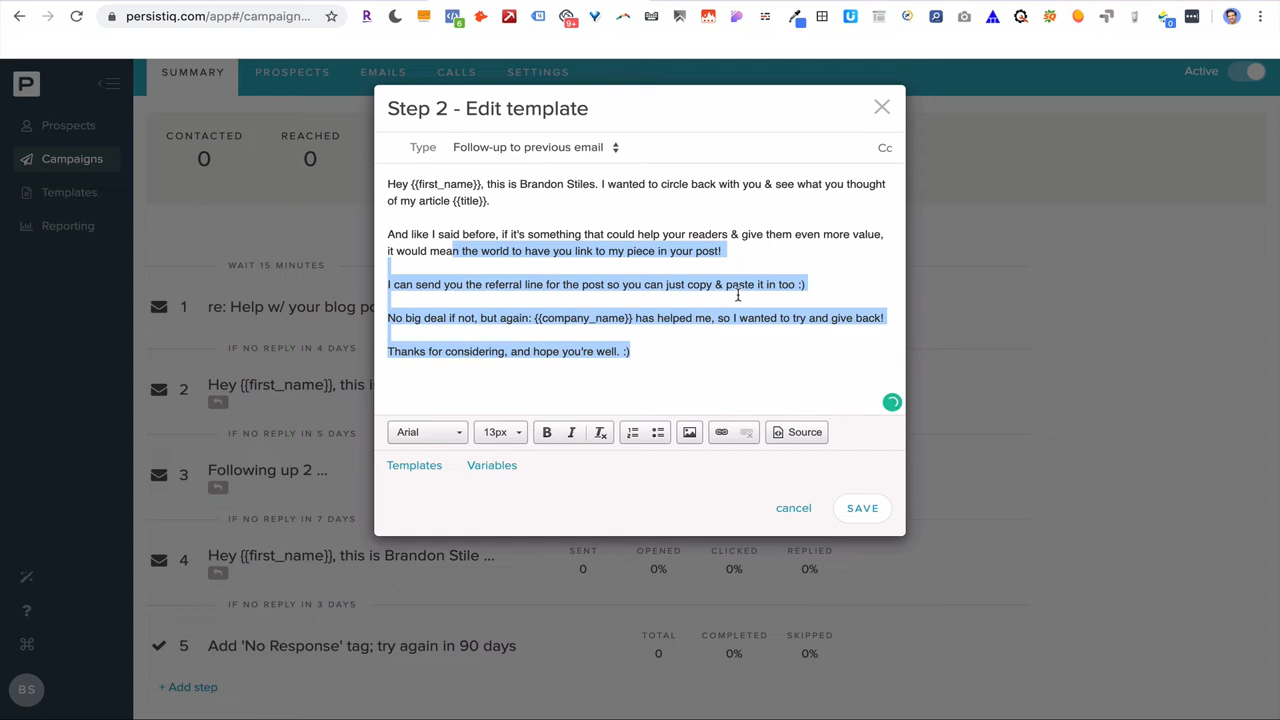 persistiq.com/app#/campaign...
6
9+
0
P
Prospects
Campaigns
Templates
Reporting
BS
SUMMARY
PROSPECTS
EMAILS
CALLS
SETTINGS
Active
CONTACTED
REACHED
0
0
WAIT 15 MINUTES
1 re: Help w/ your blog po
IF NO REPLY IN 4 DAYS
2 Hey {{first_name}}, this i
IF NO REPLY IN 5 DAYS
3 Following up 2 ...
IF NO REPLY IN 7 DAYS
4 Hey {{first_name}}, this is Brandon Stile ...
SENT OPENED CLICKED REPLIED
0 0% 0% 0%
IF NO REPLY IN 3 DAYS
5 Add 'No Response' tag; try again in 90 days
TOTAL COMPLETED SKIPPED
0 0% 0%
+ Add step
Step 2 - Edit template
Type Follow-up to previous email
Cc
Hey {{first_name}}, this is Brandon Stiles. I wanted to circle back with you & see what you thought
of my article {{title}}.
And like I said before, if it's something that could help your readers & give them even more value,
it would mean the world to have you link to my piece in your post!
I can send you the referral line for the post so you can just copy & paste it in too :)
No big deal if not, but again: {{company_name}} has helped me, so I wanted to try and give back!
Thanks for considering, and hope you're well. :)
Arial 13px B I Source
Templates Variables
cancel SAVE